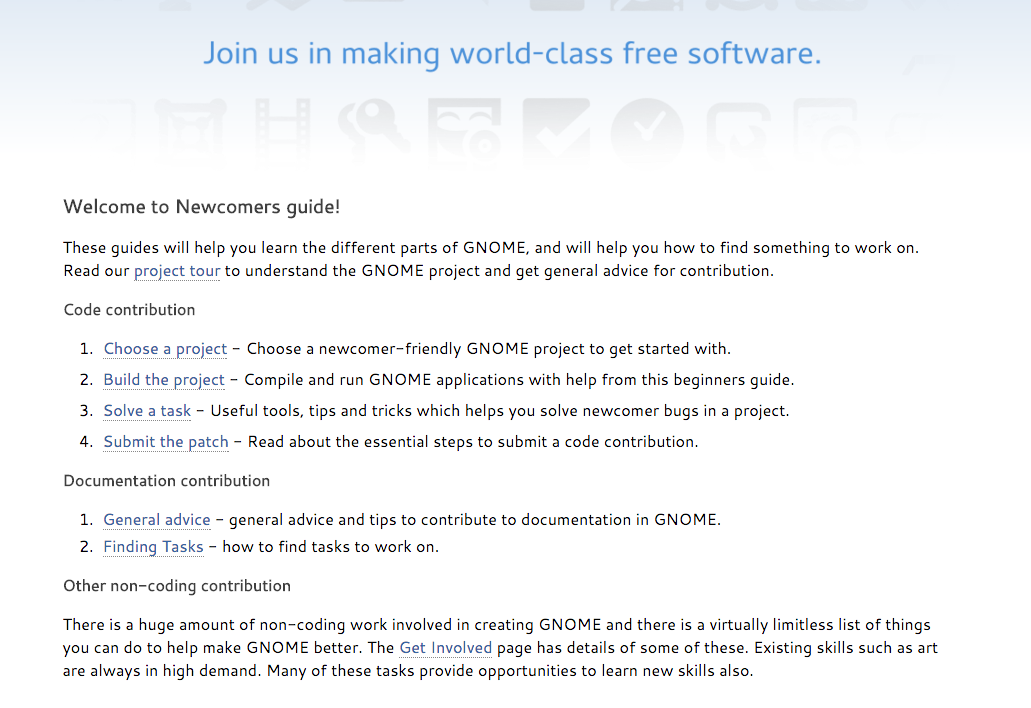 Join us in making world-class free software.
Welcome to Newcomers guide!
These guides will help you learn the different parts of GNOME, and will help you how to find something to work on.
Read our project tour to understand the GNOME project and get general advice for contribution.
Code contribution
1. Choose a project - Choose a newcomer-friendly GNOME project to get started with.
2. Build the project - Compile and run GNOME applications with help from this beginners guide.
3. Solve a task - Useful tools, tips and tricks which helps you solve newcomer bugs in a project.
4. Submit the patch - Read about the essential steps to submit a code contribution.
Documentation contribution
1. General advice - general advice and tips to contribute to documentation in GNOME.
2. Finding Tasks - how to find tasks to work on.
Other non-coding contribution
There is a huge amount of non-coding work involved in creating GNOME and there is a virtually limitless list of things
you can do to help make GNOME better. The Get Involved page has details of some of these. Existing skills such as art
are always in high demand. Many of these tasks provide opportunities to learn new skills also.